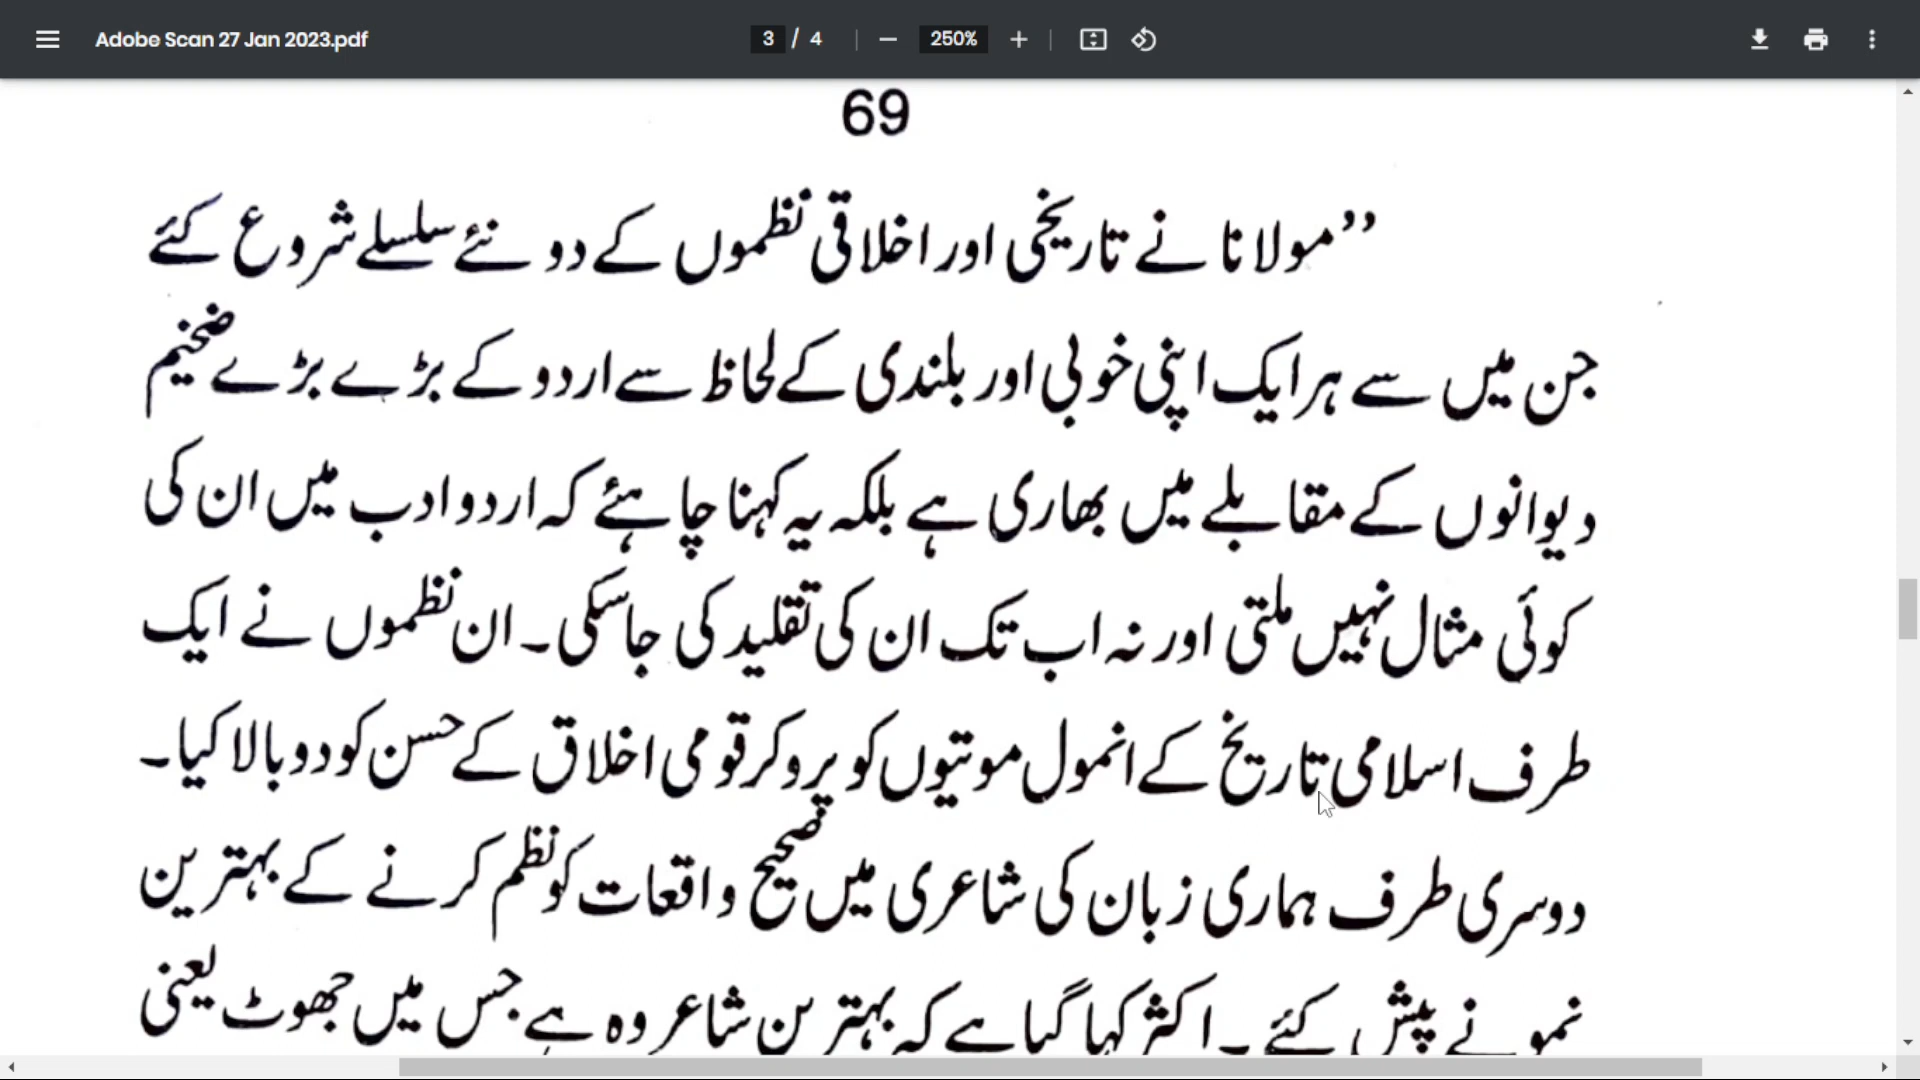 Adobe Scan 27 Jan 2023.pdf
3 / 4
250%
69
”مولانا نے تاریخی اور اخلاقی نظموں کے دو نئے سلسلے شروع کئے
جن میں سے ہر ایک اپنی خوبی اور بلندی کے لحاظ سے اردو کے بڑے بڑے ضخیم
دیوانوں کے مقابلے میں بھاری ہے بلکہ یہ کہنا چاہئے کہ اردو ادب میں ان کی
کوئی مثال نہیں ملتی اور نہ اب تک ان کی تقلید کی جاسکی۔ ان نظموں نے ایک
طرف اسلامی تاریخ کے انمول موتیوں کو پروکر قومی اخلاق کے حسن کو دوبالا کیا۔
دوسری طرف ہماری زبان کی شاعری میں صحیح واقعات کو نظم کرنے کے بہترین
نمونے پیش کئے۔ اکثر کہا گیا ہے کہ بہترین شاعر وہ ہے جس میں جھوٹ یعنی